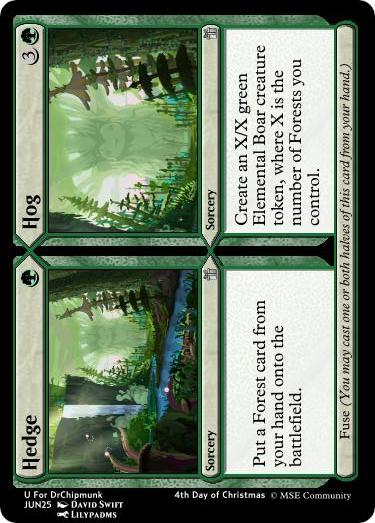 Hedge
Sorcery
Put a Forest card from
your hand onto the
battlefield.
Hog
3
Sorcery
Create an X/X green
Elemental Boar creature
token, where X is the
number of Forests you
control.
Fuse (You may cast one or both halves of this card from your hand.)
U For DrChipmunk
JUN25 David Swift
Lilypadms
4th Day of Christmas © MSE Community